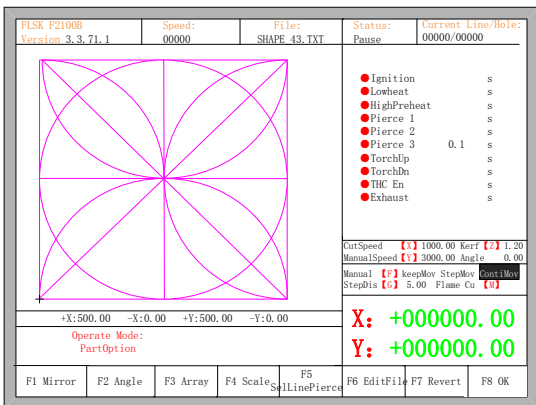 FLSK F2100B
Version 3.3.71.1
Speed:
00000
File:
SHAPE 43.TXT
Status:
Pause
Current Line/Hole:
00000/00000
Ignition s
Lowheat s
HighPreheat s
Pierce 1 s
Pierce 2 s
Pierce 3 0.1 s
TorchUp s
TorchDn s
THC En s
Exhaust s
CutSpeed 【X】 1000.00 Kerf【Z】 1.20
ManualSpeed【Y】 3000.00 Angle 0.00
Manual 【F】 keepMov StepMov ContiMov
StepDis【G】 5.00 Flame Cu 【M】
+X:500.00 -X:0.00 +Y:500.00 -Y:0.00
Operate Mode:
PartOption
X: +000000.00
Y: +000000.00
F1 Mirror
F2 Angle
F3 Array
F4 Scale
F5
SelLinePierce
F6 EditFile
F7 Revert
F8 OK